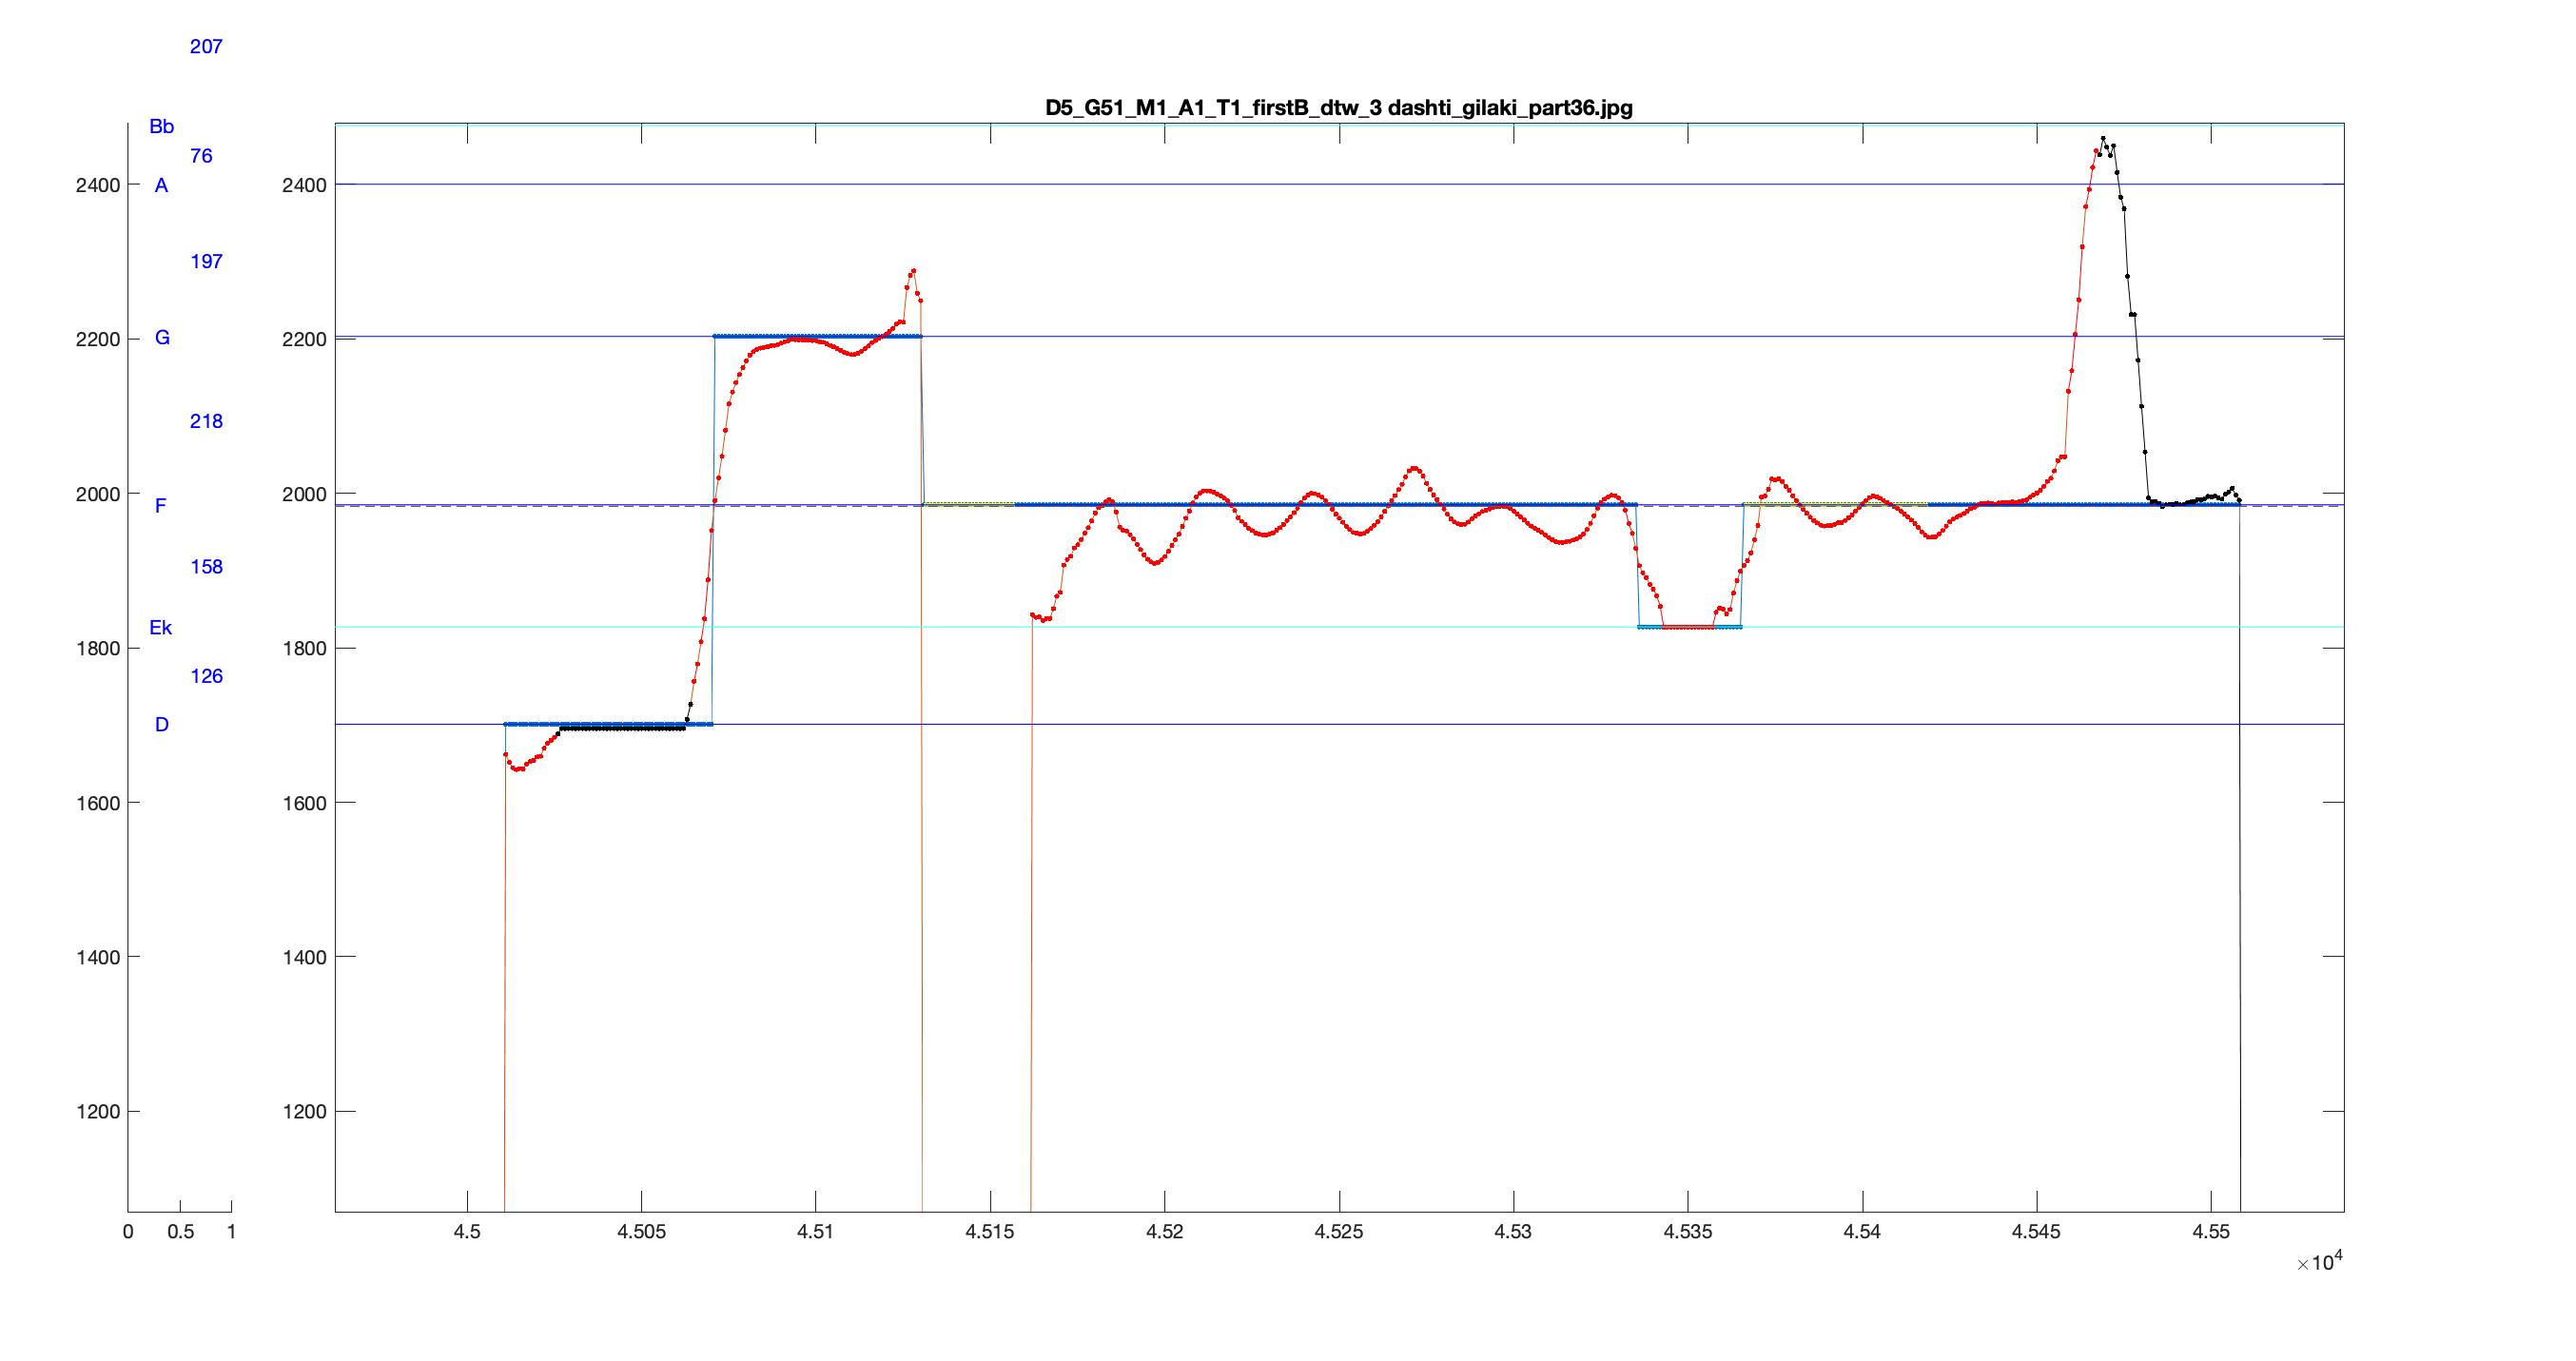 207
D5_G51_M1_A1_T1_firstB_dtw_3 dashti_gilaki_part36.jpg
Bb
76
2400 A 2400
197
2200 G 2200
218
2000 2000
F
158
Ek
1800 1800
126
D
1600 1600
1400 1400
1200 1200
0 0.5 1 4.5 4.505 4.51 4.515 4.52 4.525 4.53 4.535 4.54 4.545 4.55
×10⁴